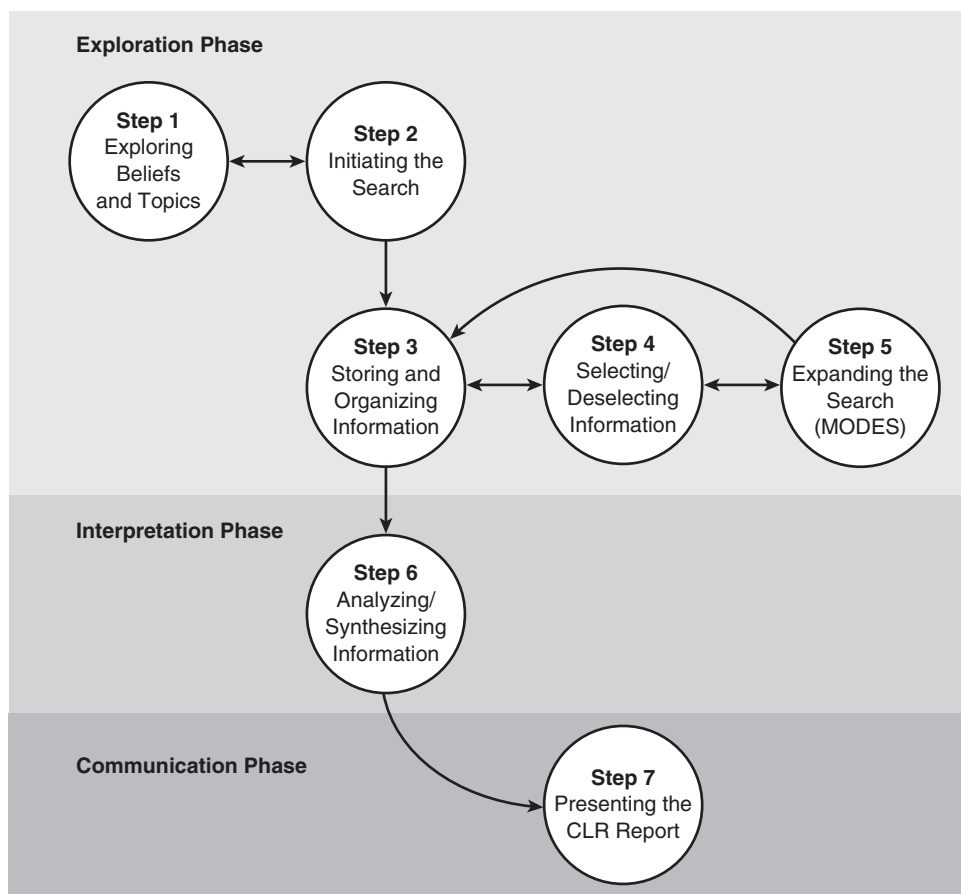 Exploration Phase
Step 1
Exploring
Beliefs
and Topics
Step 2
Initiating the
Search
Step 3
Storing and
Organizing
Information
Step 4
Selecting/
Deselecting
Information
Step 5
Expanding the
Search
(MODES)
Interpretation Phase
Step 6
Analyzing/
Synthesizing
Information
Communication Phase
Step 7
Presenting the
CLR Report